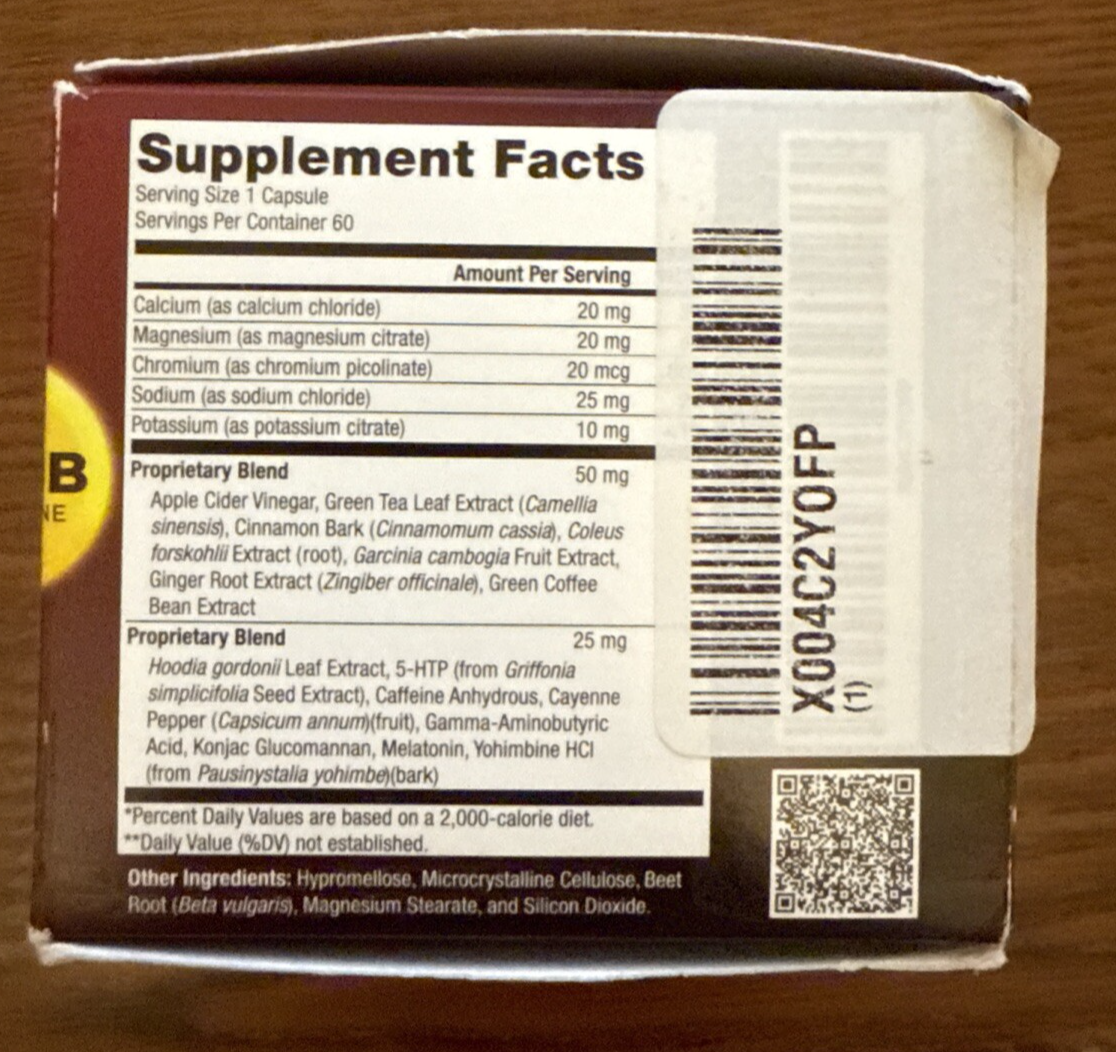 Supplement Facts
Serving Size 1 Capsule
Servings Per Container 60
Amount Per Serving
Calcium (as calcium chloride) 20 mg
Magnesium (as magnesium citrate) 20 mg
Chromium (as chromium picolinate) 20 mcg
Sodium (as sodium chloride) 25 mg
Potassium (as potassium citrate) 10 mg
Proprietary Blend 50 mg
Apple Cider Vinegar, Green Tea Leaf Extract (Camellia
sinensis), Cinnamon Bark (Cinnamomum cassia), Coleus
forskohlii Extract (root), Garcinia cambogia Fruit Extract,
Ginger Root Extract (Zingiber officinale), Green Coffee
Bean Extract
Proprietary Blend 25 mg
Hoodia gordonii Leaf Extract, 5-HTP (from Griffonia
simplicifolia Seed Extract), Caffeine Anhydrous, Cayenne
Pepper (Capsicum annum)(fruit), Gamma-Aminobutyric
Acid, Konjac Glucomannan, Melatonin, Yohimbine HCl
(from Pausinystalia yohimbe)(bark)
*Percent Daily Values are based on a 2,000-calorie diet.
**Daily Value (%DV) not established.
Other Ingredients: Hypromellose, Microcrystalline Cellulose, Beet
Root (Beta vulgaris), Magnesium Stearate, and Silicon Dioxide.
B
NE
X004C2YOFP
(1)